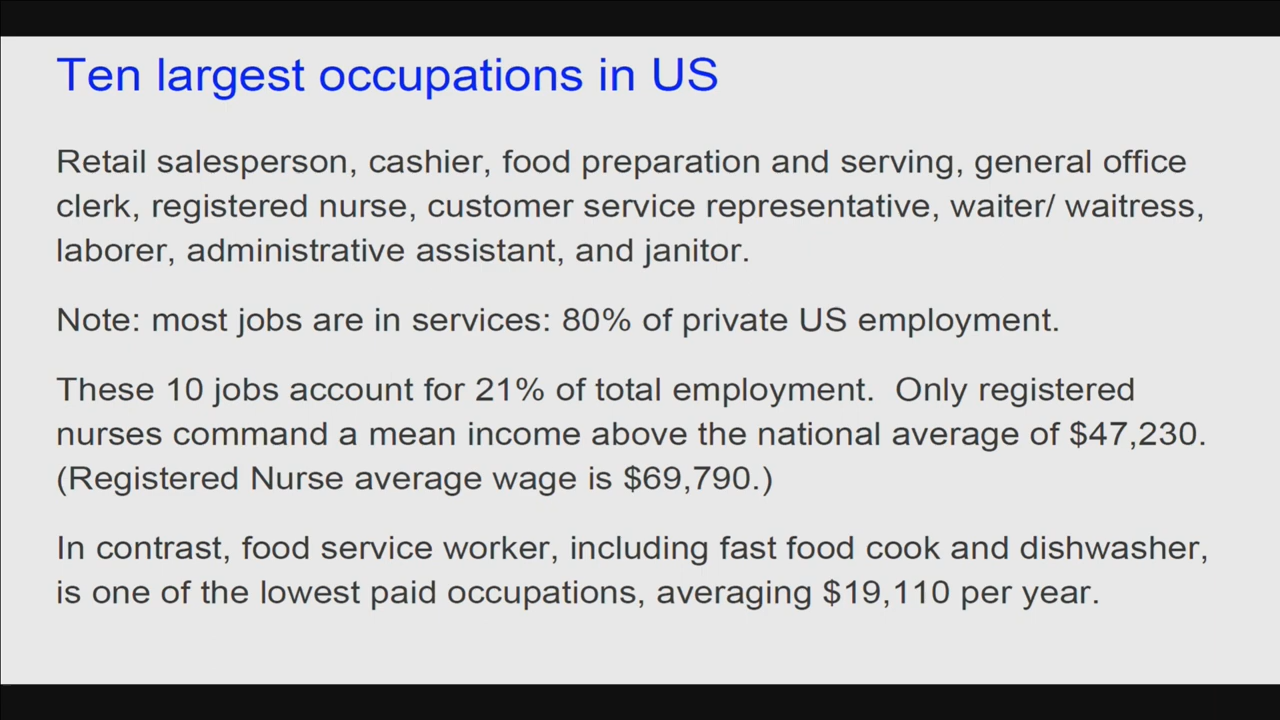 Ten largest occupations in US
Retail salesperson, cashier, food preparation and serving, general office
clerk, registered nurse, customer service representative, waiter/ waitress,
laborer, administrative assistant, and janitor.
Note: most jobs are in services: 80% of private US employment.
These 10 jobs account for 21% of total employment.  Only registered
nurses command a mean income above the national average of $47,230.
(Registered Nurse average wage is $69,790.)
In contrast, food service worker, including fast food cook and dishwasher,
is one of the lowest paid occupations, averaging $19,110 per year.